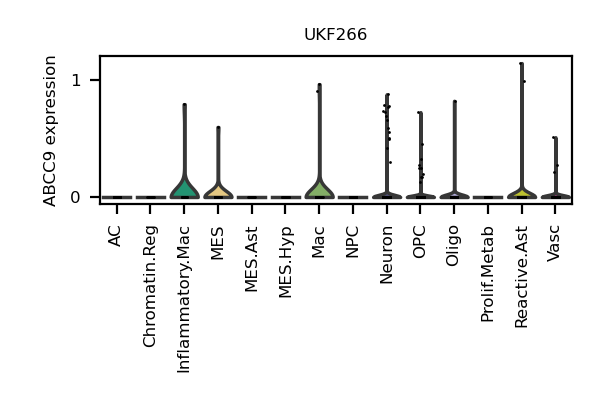 UKF266
ABCC9 expression
1
0
AC
Chromatin.Reg
Inflammatory.Mac
MES
MES.Ast
MES.Hyp
Mac
NPC
Neuron
OPC
Oligo
Prolif.Metab
Reactive.Ast
Vasc